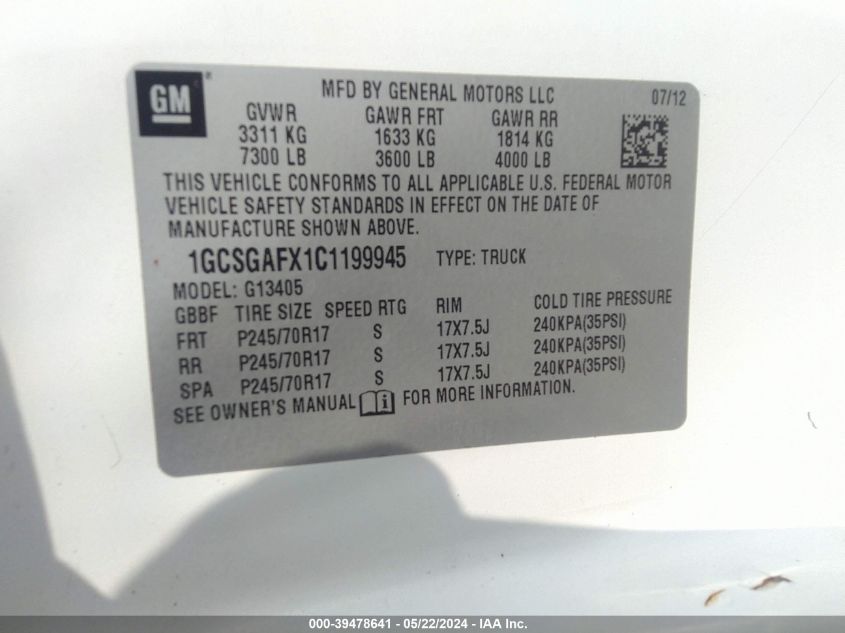 GM
MFD BY GENERAL MOTORS LLC 07/12
GVWR GAWR FRT GAWR RR
3311 KG 1633 KG 1814 KG
7300 LB 3600 LB 4000 LB
THIS VEHICLE CONFORMS TO ALL APPLICABLE U.S. FEDERAL MOTOR
VEHICLE SAFETY STANDARDS IN EFFECT ON THE DATE OF
MANUFACTURE SHOWN ABOVE.
1GCSGAFX1C1199945 TYPE: TRUCK
MODEL: G13405
GBBF TIRE SIZE SPEED RTG RIM COLD TIRE PRESSURE
FRT P245/70R17 S 17X7.5J 240KPA(35PSI)
RR P245/70R17 S 17X7.5J 240KPA(35PSI)
SPA P245/70R17 S 17X7.5J 240KPA(35PSI)
SEE OWNER'S MANUAL i FOR MORE INFORMATION.
000-39478641 - 05/22/2024 - IAA Inc.